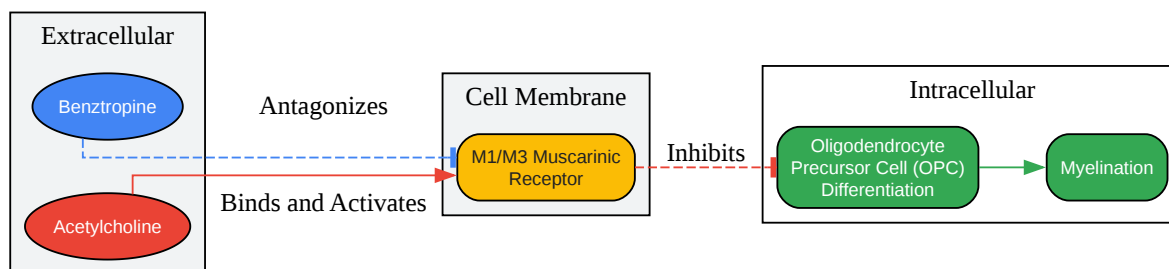 Extracellular
Benztropine
Acetylcholine
Antagonizes
Binds and Activates
Cell Membrane
M1/M3 Muscarinic
Receptor
Inhibits
Intracellular
Oligodendrocyte
Precursor Cell (OPC)
Differentiation
Myelination